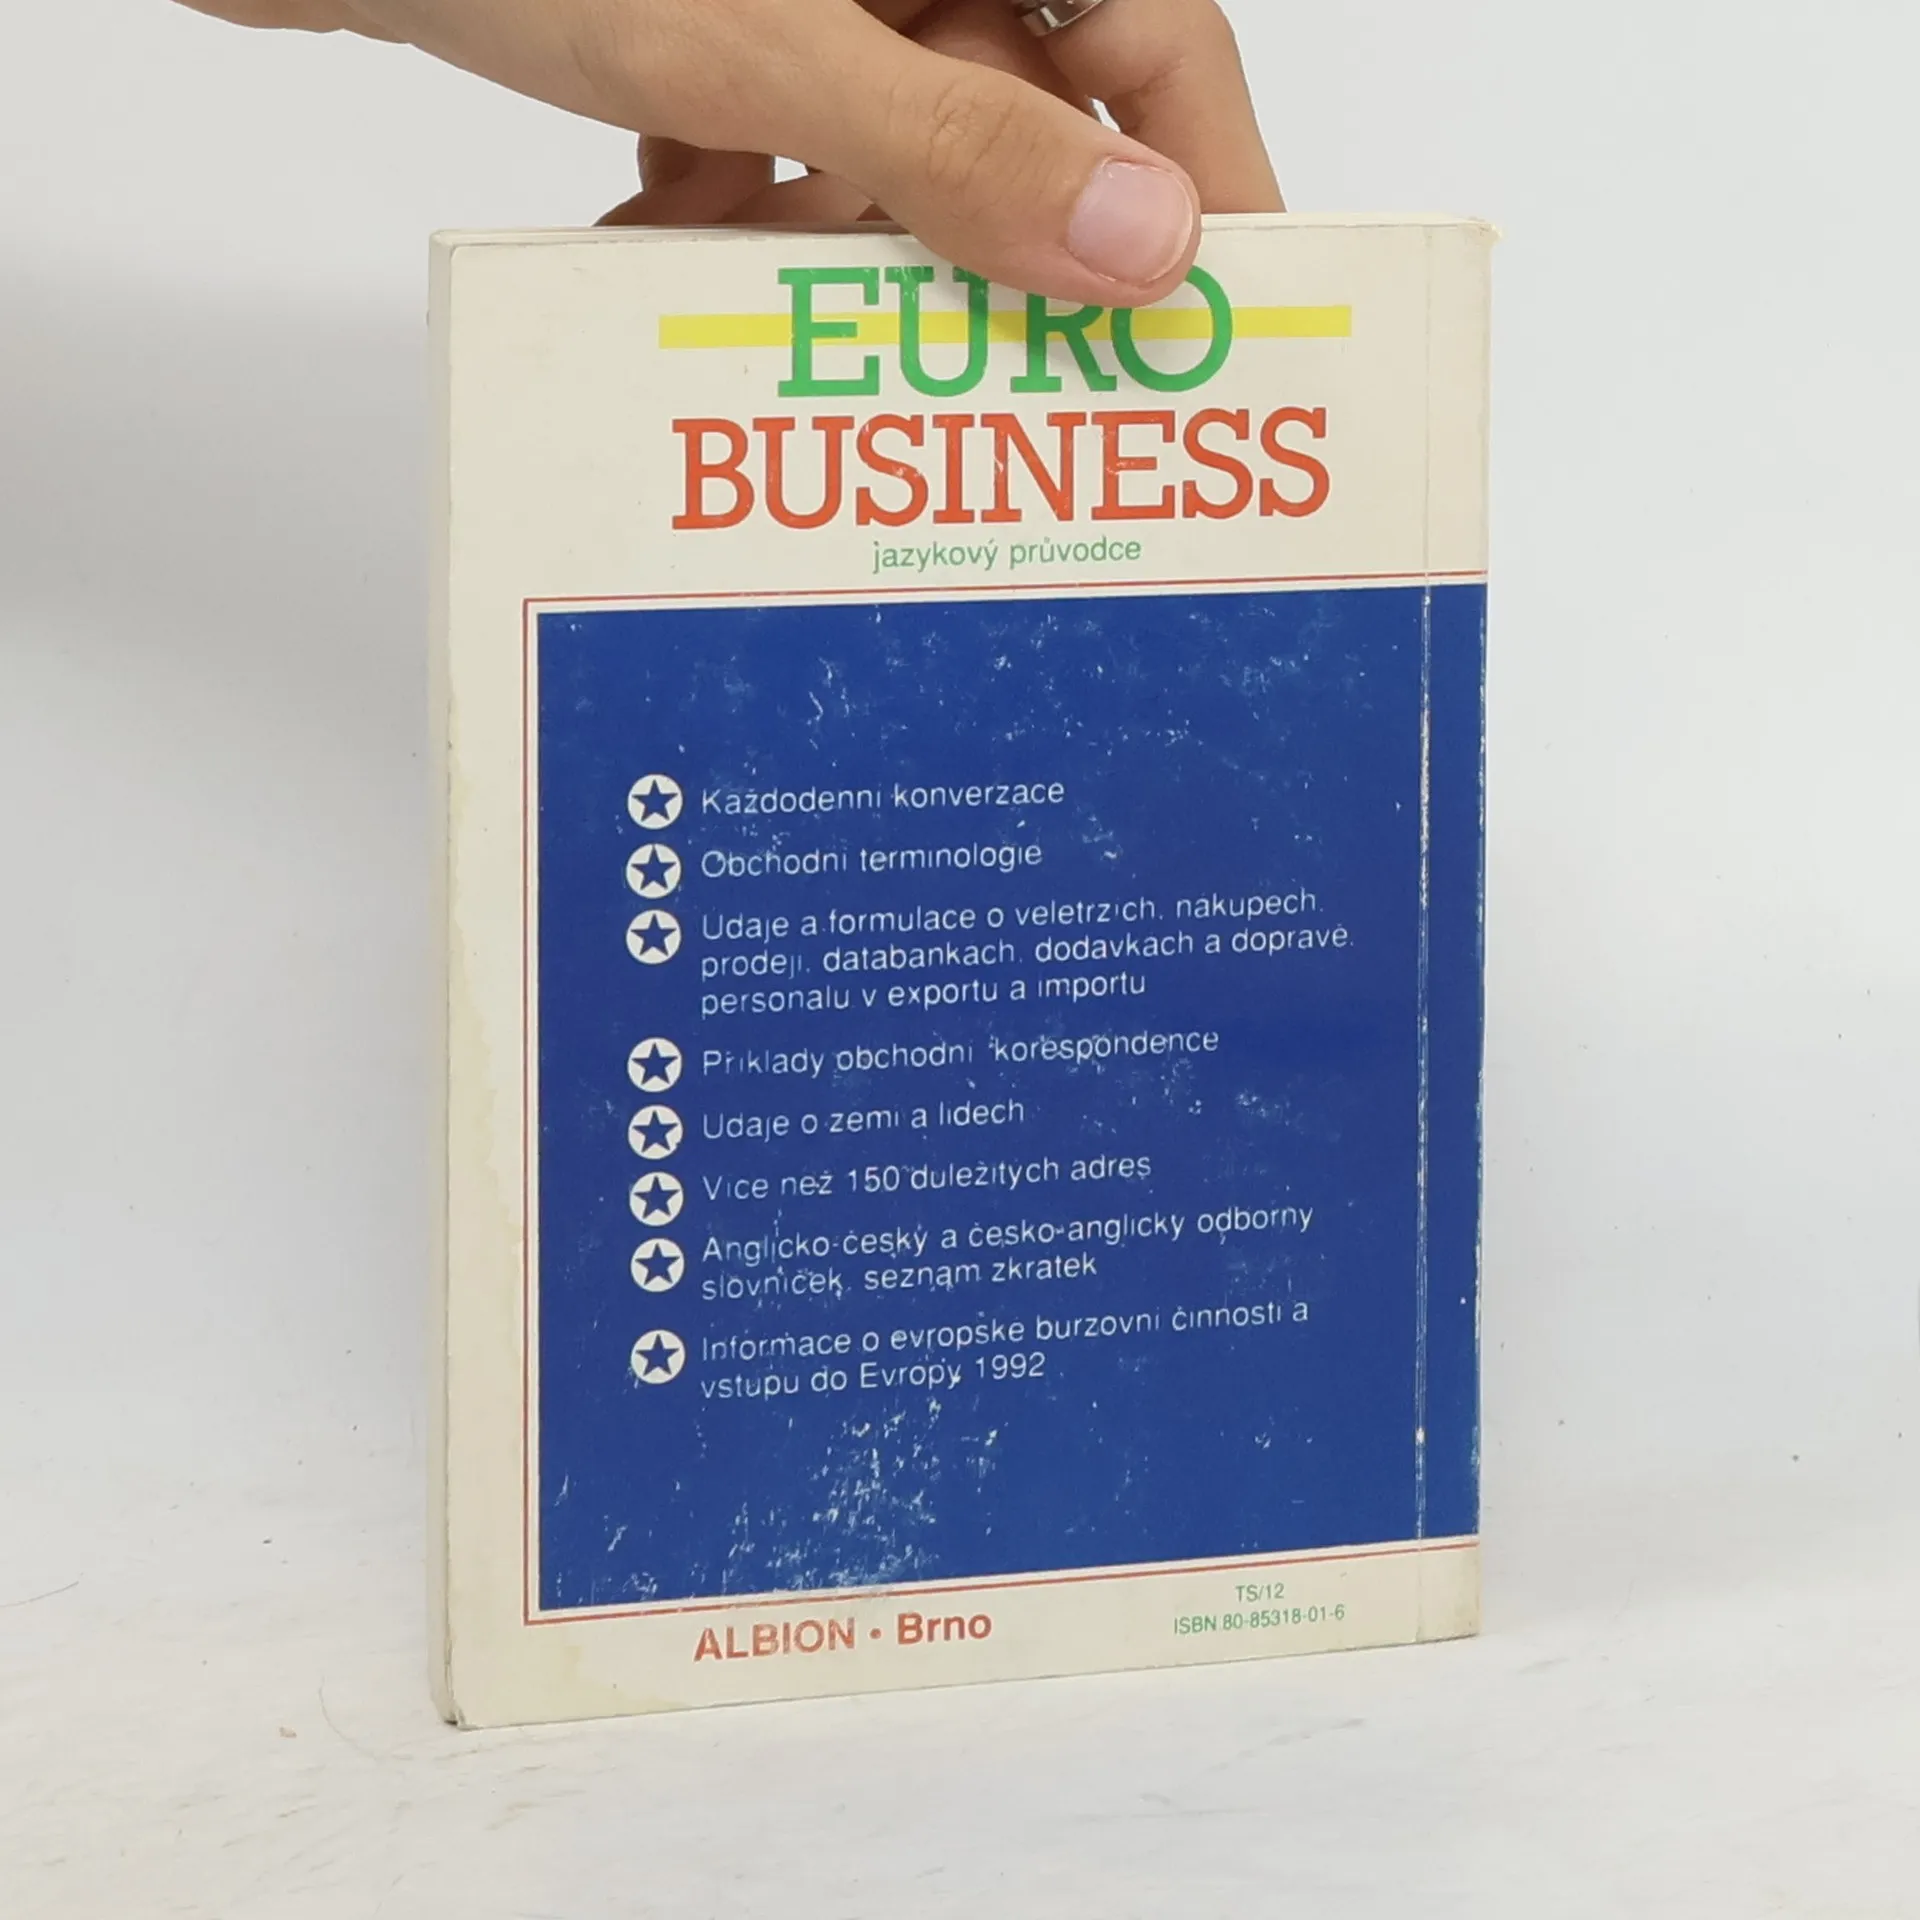 EURO
BUSINESS
jazykový průvodce
Každodenní konverzace
Obchodní terminologie
Údaje a formulace o veletrzích, nákupech,
prodeji, databankách, dodávkách a dopravě,
personálu v exportu a importu
Příklady obchodní korespondence
Údaje o zemi a lidech
Více než 150 důležitých adres
Anglicko-český a česko-anglický odborný
slovníček, seznam zkratek
Informace o evropské burzovní činnosti a
vstupu do Evropy 1992
TS/12
ALBION • Brno
ISBN 80-85318-01-6